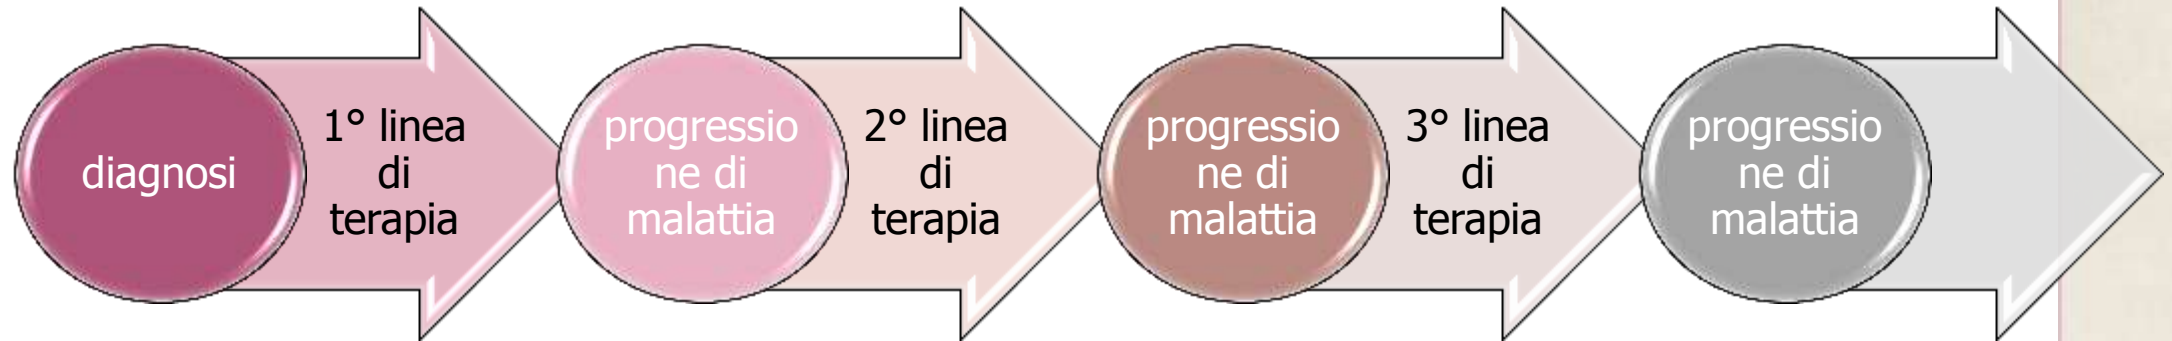 diagnosi
1° linea
di
terapia
progressio
ne di
malattia
2° linea
di
terapia
progressio
ne di
malattia
3° linea
di
terapia
progressio
ne di
malattia